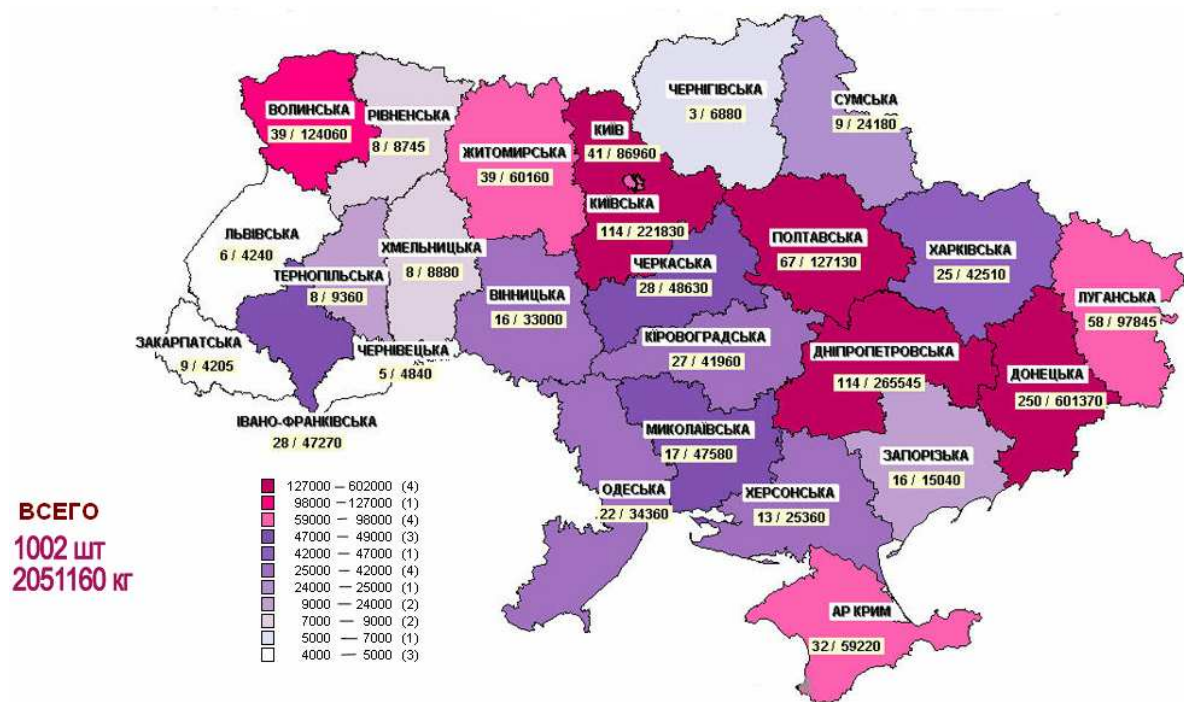 ВОЛИНСЬКА
39 / 124060
РІВНЕНСЬКА
8 / 8745
ЖИТОМИРСЬКА
39 / 60160
КИЇВ
41 / 86960
ЧЕРНІГІВСЬКА
3 / 6880
СУМСЬКА
9 / 24180
КИЇВСЬКА
114 / 221830
ЛЬВІВСЬКА
6 / 4240
ТЕРНОПІЛЬСЬКА
8 / 9360
ХМЕЛЬНИЦЬКА
8 / 8880
ВІННИЦЬКА
16 / 33000
ЧЕРКАСЬКА
28 / 48630
ПОЛТАВСЬКА
67 / 127130
ХАРКІВСЬКА
25 / 42510
ЛУГАНСЬКА
58 / 97845
ЗАКАРПАТСЬКА
9 / 4205
ЧЕРНІВЕЦЬКА
5 / 4840
КІРОВОГРАДСЬКА
27 / 41960
ДНІПРОПЕТРОВСЬКА
114 / 265545
ДОНЕЦЬКА
250 / 601370
ІВАНО-ФРАНКІВСЬКА
28 / 47270
МИКОЛАЇВСЬКА
17 / 47580
ЗАПОРІЗЬКА
16 / 15040
ОДЕСЬКА
22 / 34360
ХЕРСОНСЬКА
13 / 25360
АР КРИМ
32 / 59220
ВСЕГО
1002 шт
2051160 кг
127000 — 602000 (4)
98000 — 127000 (1)
59000 — 98000 (4)
47000 — 49000 (3)
42000 — 47000 (1)
25000 — 42000 (4)
24000 — 25000 (1)
9000 — 24000 (2)
7000 — 9000 (2)
5000 — 7000 (1)
4000 — 5000 (3)